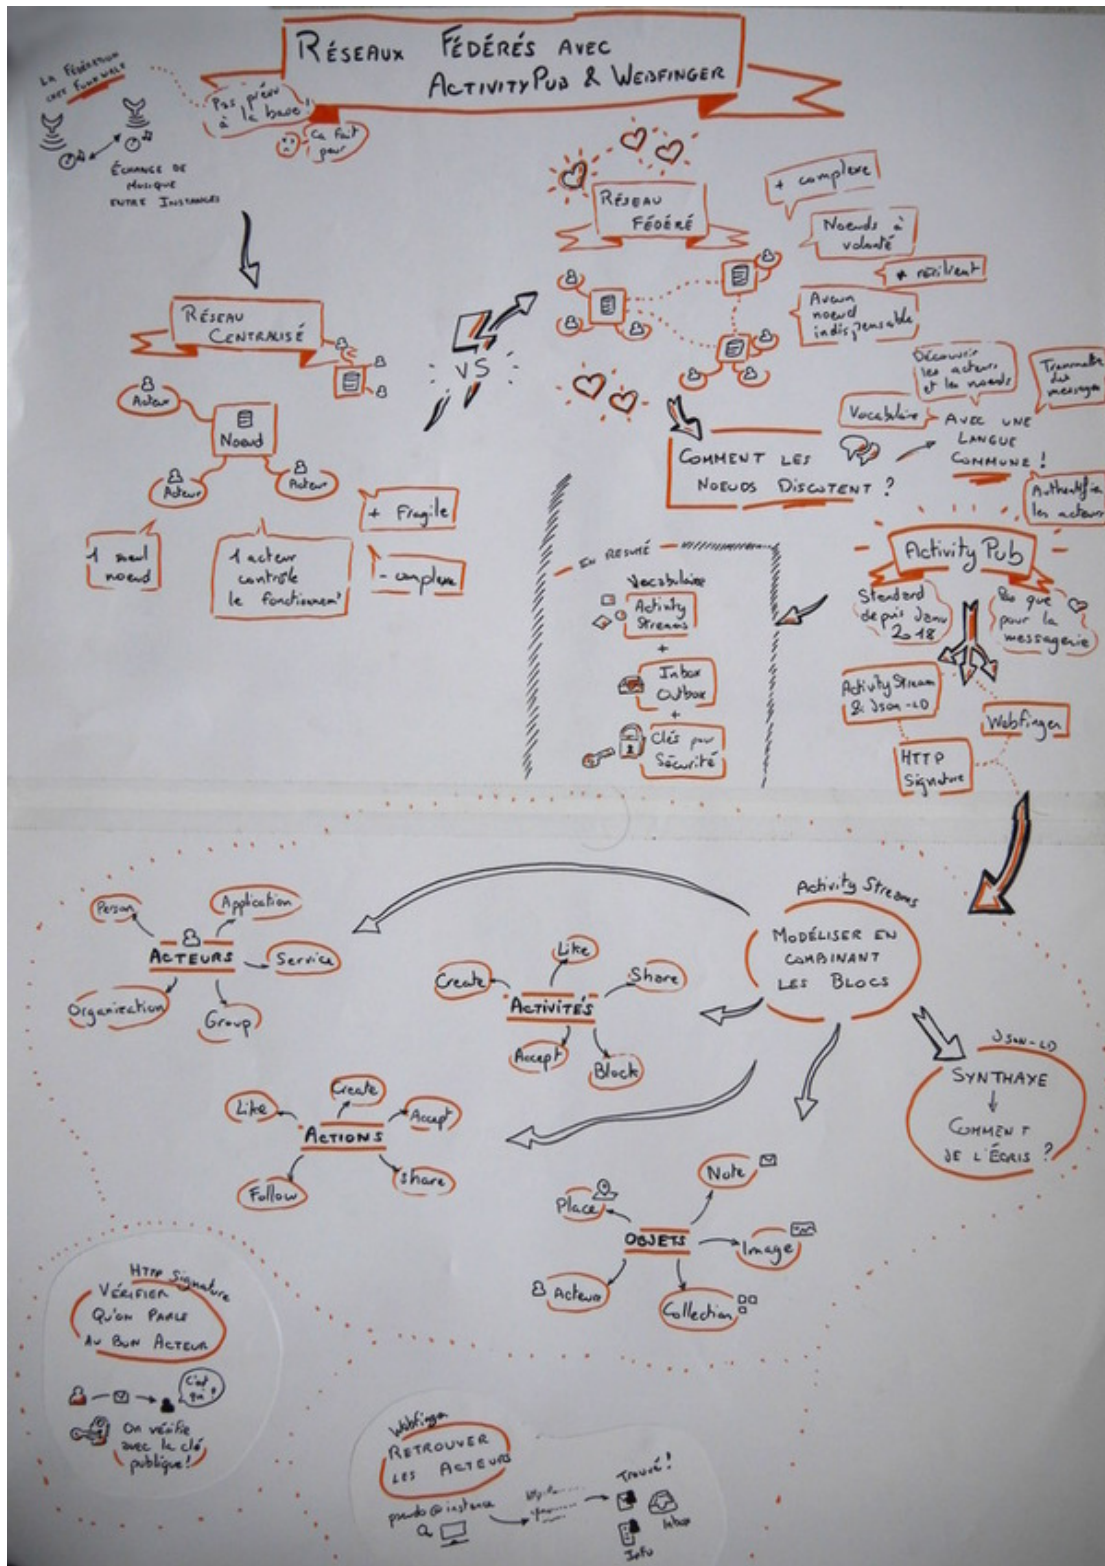 RÉSEAUX FÉDÉRÉS AVEC
ACTIVITYPUB & WEBFINGER
LA FÉDÉRATION
CHEZ FUNKWALE
Pas prévu
à la base !
Ca fait
peur
ÉCHANGE DE
MUSIQUE
ENTRE INSTANCES
RÉSEAU
CENTRALISÉ
Acteur
Noeud
Acteur
Acteur
1 seul
noeud
1 acteur
contrôle
le fonctionnemt
+ Fragile
- complexe
VS
RÉSEAU
FÉDÉRÉ
+ complexe
Noeuds à
volonté
+ résilient
Aucun
noeud
indispensable
COMMENT LES
NOEUDS DISCUTENT ?
Vocabulaire
Découvrir
les acteurs
et les noeuds
Transmettre
des
messages
AVEC UNE
LANGUE
COMMUNE !
Authentifier
les acteurs
Activity Pub
Standard
depuis Janv
2018
Pas que
pour la
messagerie
Activity Stream
& Json-LD
Webfinger
HTTP
Signature
EN RESUMÉ
Vocabulaire
Activity
Streams
+
Inbox
Outbox
+
Clés pour
Sécurité
Activity Streams
MODÉLISER EN
COMBINANT
LES BLOCS
Person
Application
ACTEURS
Service
Organization
Group
Like
Create
Share
ACTIVITÉS
Accept
Block
Create
Like
Accept
ACTIONS
Follow
Share
JSON-LD
SYNTHAXE
COMMENT
JE L'ÉCRIS ?
Note
Place
OBJETS
Image
Acteurs
Collection
HTTP Signature
VÉRIFIER
QU'ON PARLE
AU BON ACTEUR
C'est
qui ?
On vérifie
avec la clé
publique !
Webfinger
RETROUVER
LES ACTEURS
pseudo@instance
Trouvé !
Inbox
Info